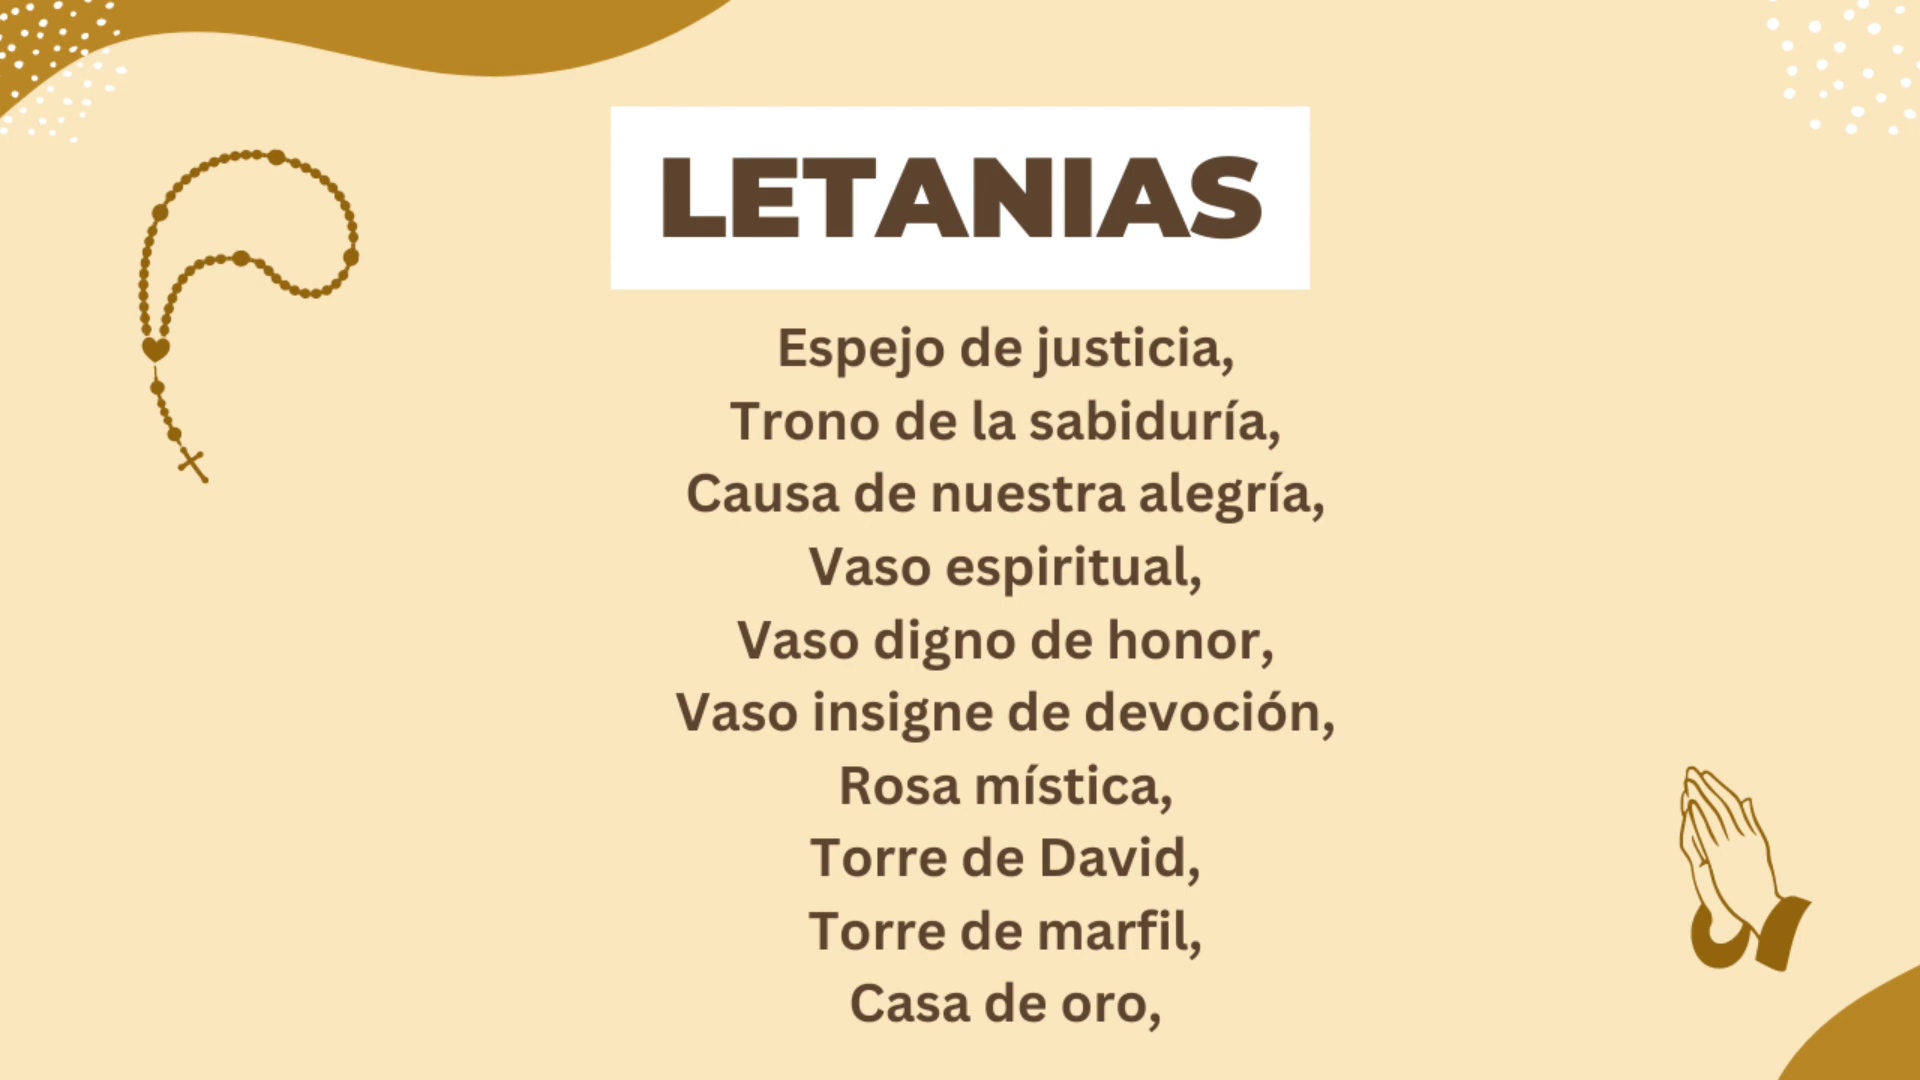 LETANIAS
Espejo de justicia,
Trono de la sabiduría,
Causa de nuestra alegría,
Vaso espiritual,
Vaso digno de honor,
Vaso insigne de devoción,
Rosa mística,
Torre de David,
Torre de marfil,
Casa de oro,